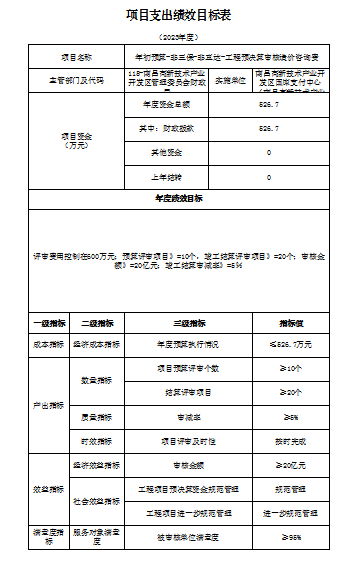 项目支出绩效目标表
（2023年度）
项目名称 年初预算-非三保-非基运-工程预决算审核造价咨询费
主管部门及代码 118-南昌高新技术产业开发区管理委员会财政 实施单位 南昌高新技术产业开发区国库支付中心
项目资金（万元） 年度资金总额 526.7
其中：财政拨款 526.7
其他资金 0
上年结转 0
年度绩效目标
评审费用控制在600万元；预算评审项目》=10个，竣工结算评审项目》=20个；审核金额》=20亿元；竣工结算审减率》=5%
一级指标 二级指标 三级指标 指标值
成本指标 经济成本指标 年度预算执行情况 ≤526.7万元
产出指标 数量指标 项目预算评审个数 ≥10个
结算评审项目 ≥20个
质量指标 审减率 ≥5%
时效指标 项目评审及时性 按时完成
效益指标 经济效益指标 审核金额 ≥20亿元
社会效益指标 工程项目预决算资金规范管理 规范管理
工程项目进一步规范管理 进一步规范管理
满意度指标 服务对象满意度 被审核单位满意度 ≥95%